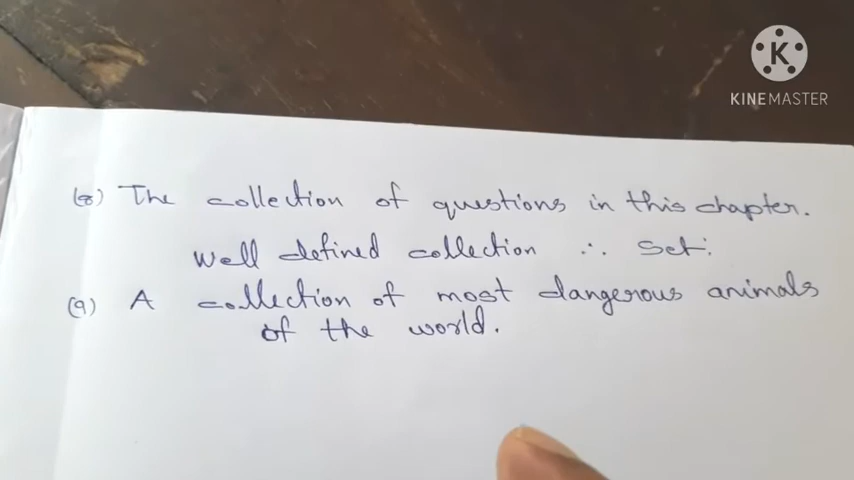 K
KINEMASTER
(8) The collection of questions in this chapter.
Well defined collection ∴ Set.
(9) A collection of most dangerous animals
of the world.